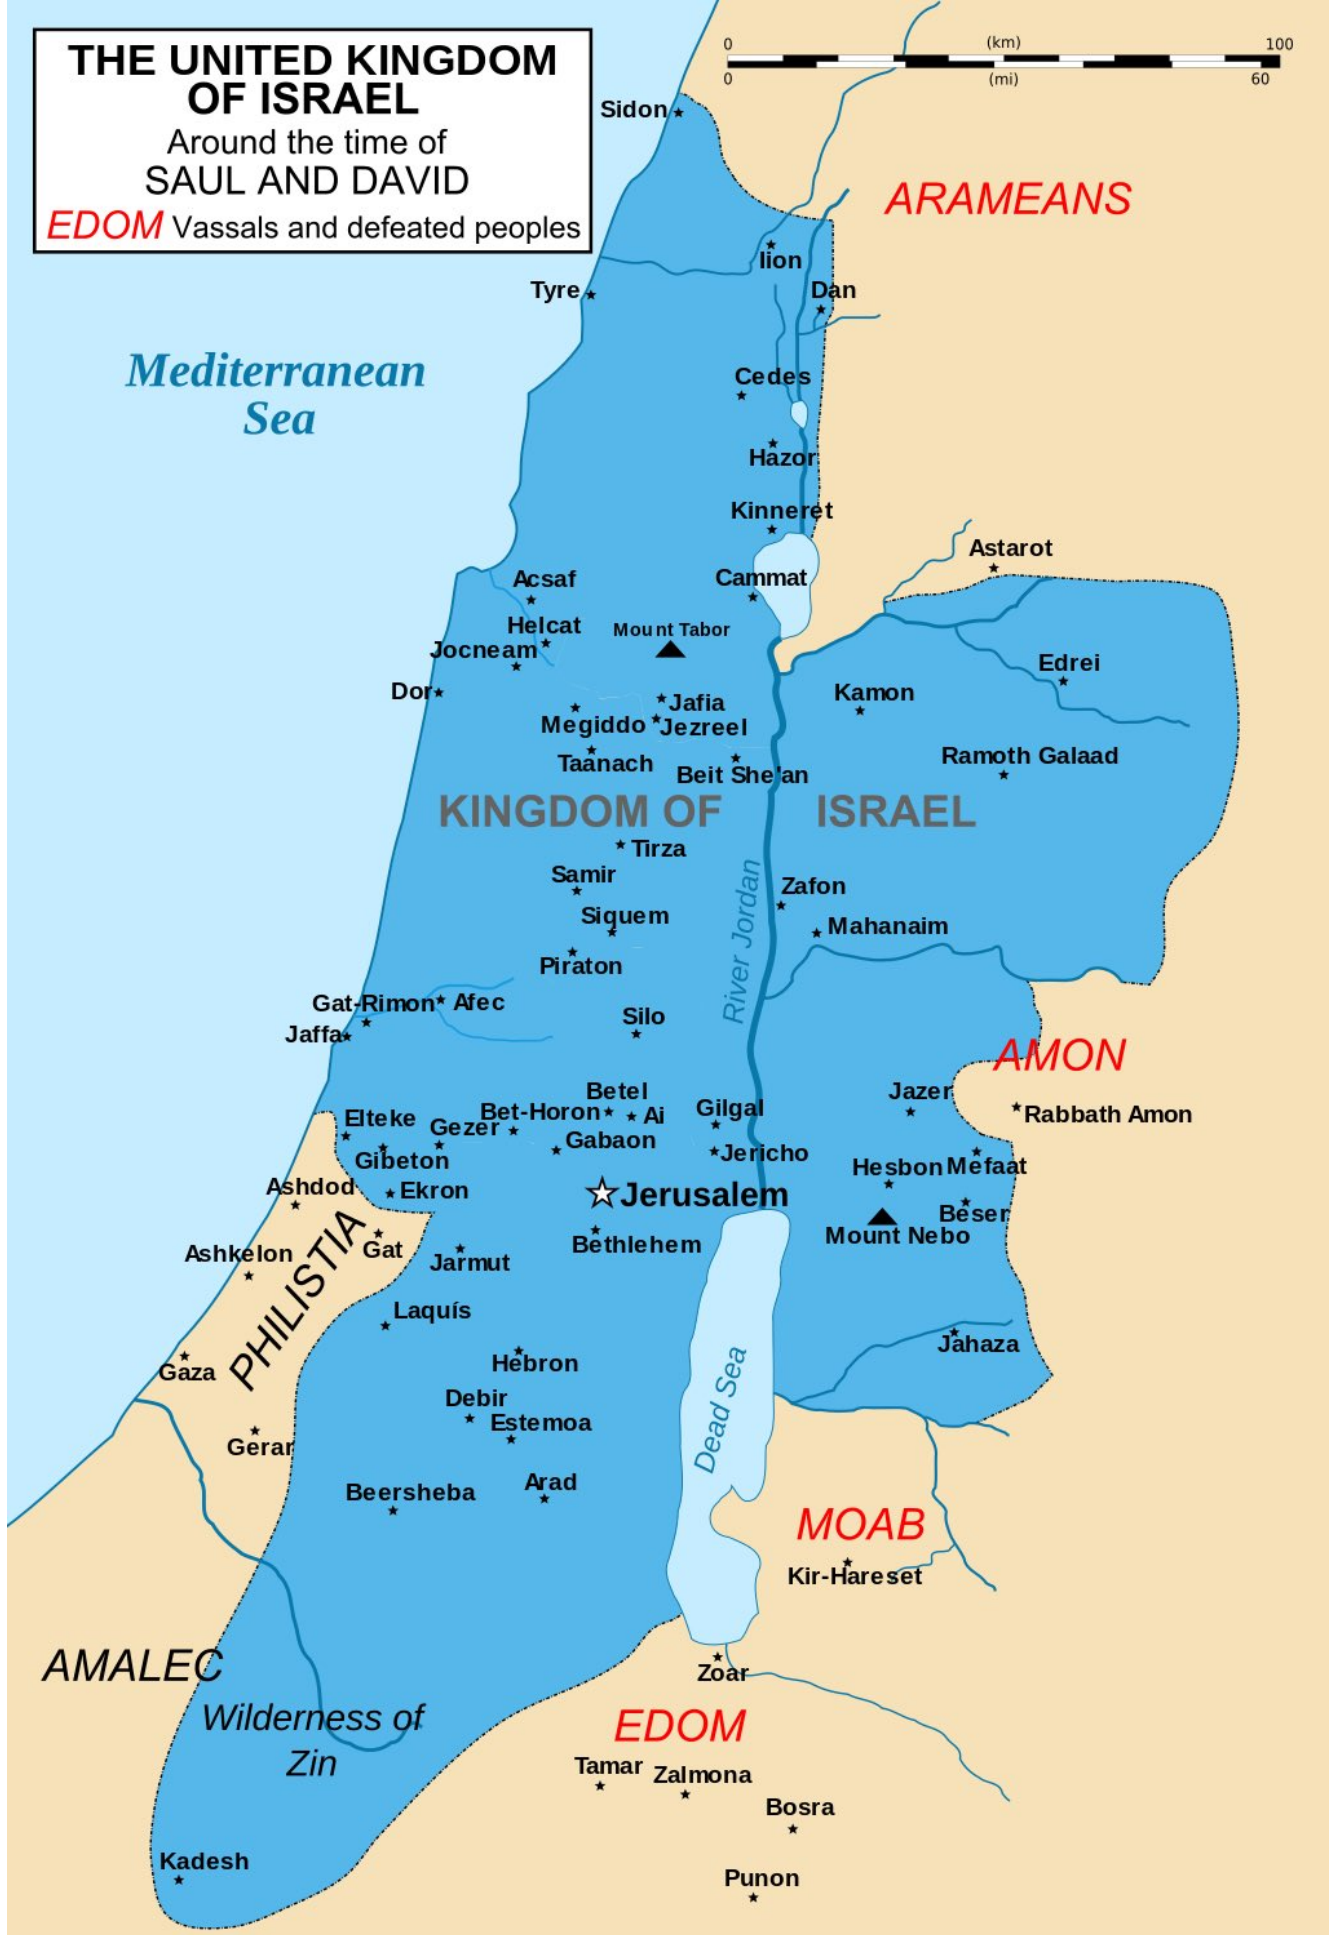 THE UNITED KINGDOM
OF ISRAEL
Around the time of
SAUL AND DAVID
EDOM Vassals and defeated peoples
0 (km) 100
0 (mi) 60
Sidon
ARAMEANS
Iion
Dan
Tyre
Mediterranean
Sea
Cedes
Hazor
Kinneret
Astarot
Acsaf
Cammat
Helcat
Mount Tabor
Jocneam
Edrei
Dor
Kamon
Jafia
Megiddo
Jezreel
Taanach
Beit She'an
Ramoth Galaad
KINGDOM OF ISRAEL
Tirza
Samir
Zafon
Siquem
Mahanaim
River Jordan
Piraton
Gat-Rimon
Afec
Silo
Jaffa
AMON
Betel
Jazer
Elteke
Bet-Horon
Ai
Gilgal
Rabbath Amon
Gezer
Gabaon
Gibeton
Jericho
Hesbon
Mefaat
Ashdod
Ekron
Jerusalem
Beser
Mount Nebo
Ashkelon
Gat
Bethlehem
Jarmut
PHILISTIA
Laquís
Jahaza
Gaza
Hebron
Dead Sea
Debir
Estemoa
Gerar
Beersheba
Arad
MOAB
Kir-Hareset
AMALEC
Zoar
Wilderness of
Zin
EDOM
Tamar
Zalmona
Bosra
Kadesh
Punon